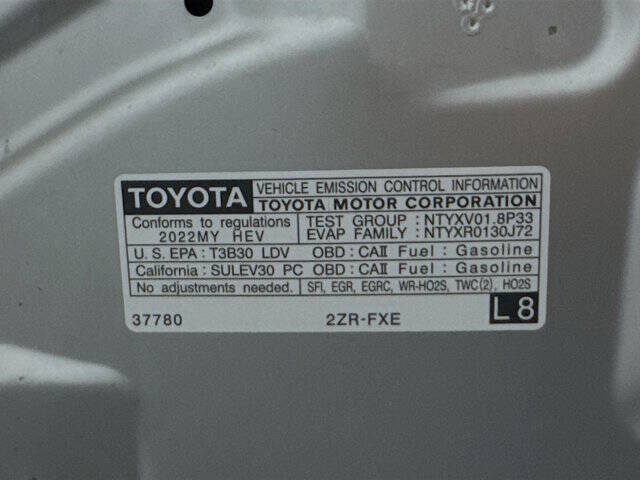 TOYOTA VEHICLE EMISSION CONTROL INFORMATION
TOYOTA MOTOR CORPORATION
Conforms to regulations TEST GROUP : NTYXV01.8P33
2022MY HEV EVAP FAMILY : NTYXR0130J72
U.S. EPA : T3B30 LDV OBD : CAⅡ Fuel : Gasoline
California : SULEV30 PC OBD : CAⅡ Fuel : Gasoline
No adjustments needed. SFI, EGR, EGRC, WR-HO2S, TWC(2), HO2S
37780 2ZR-FXE L8